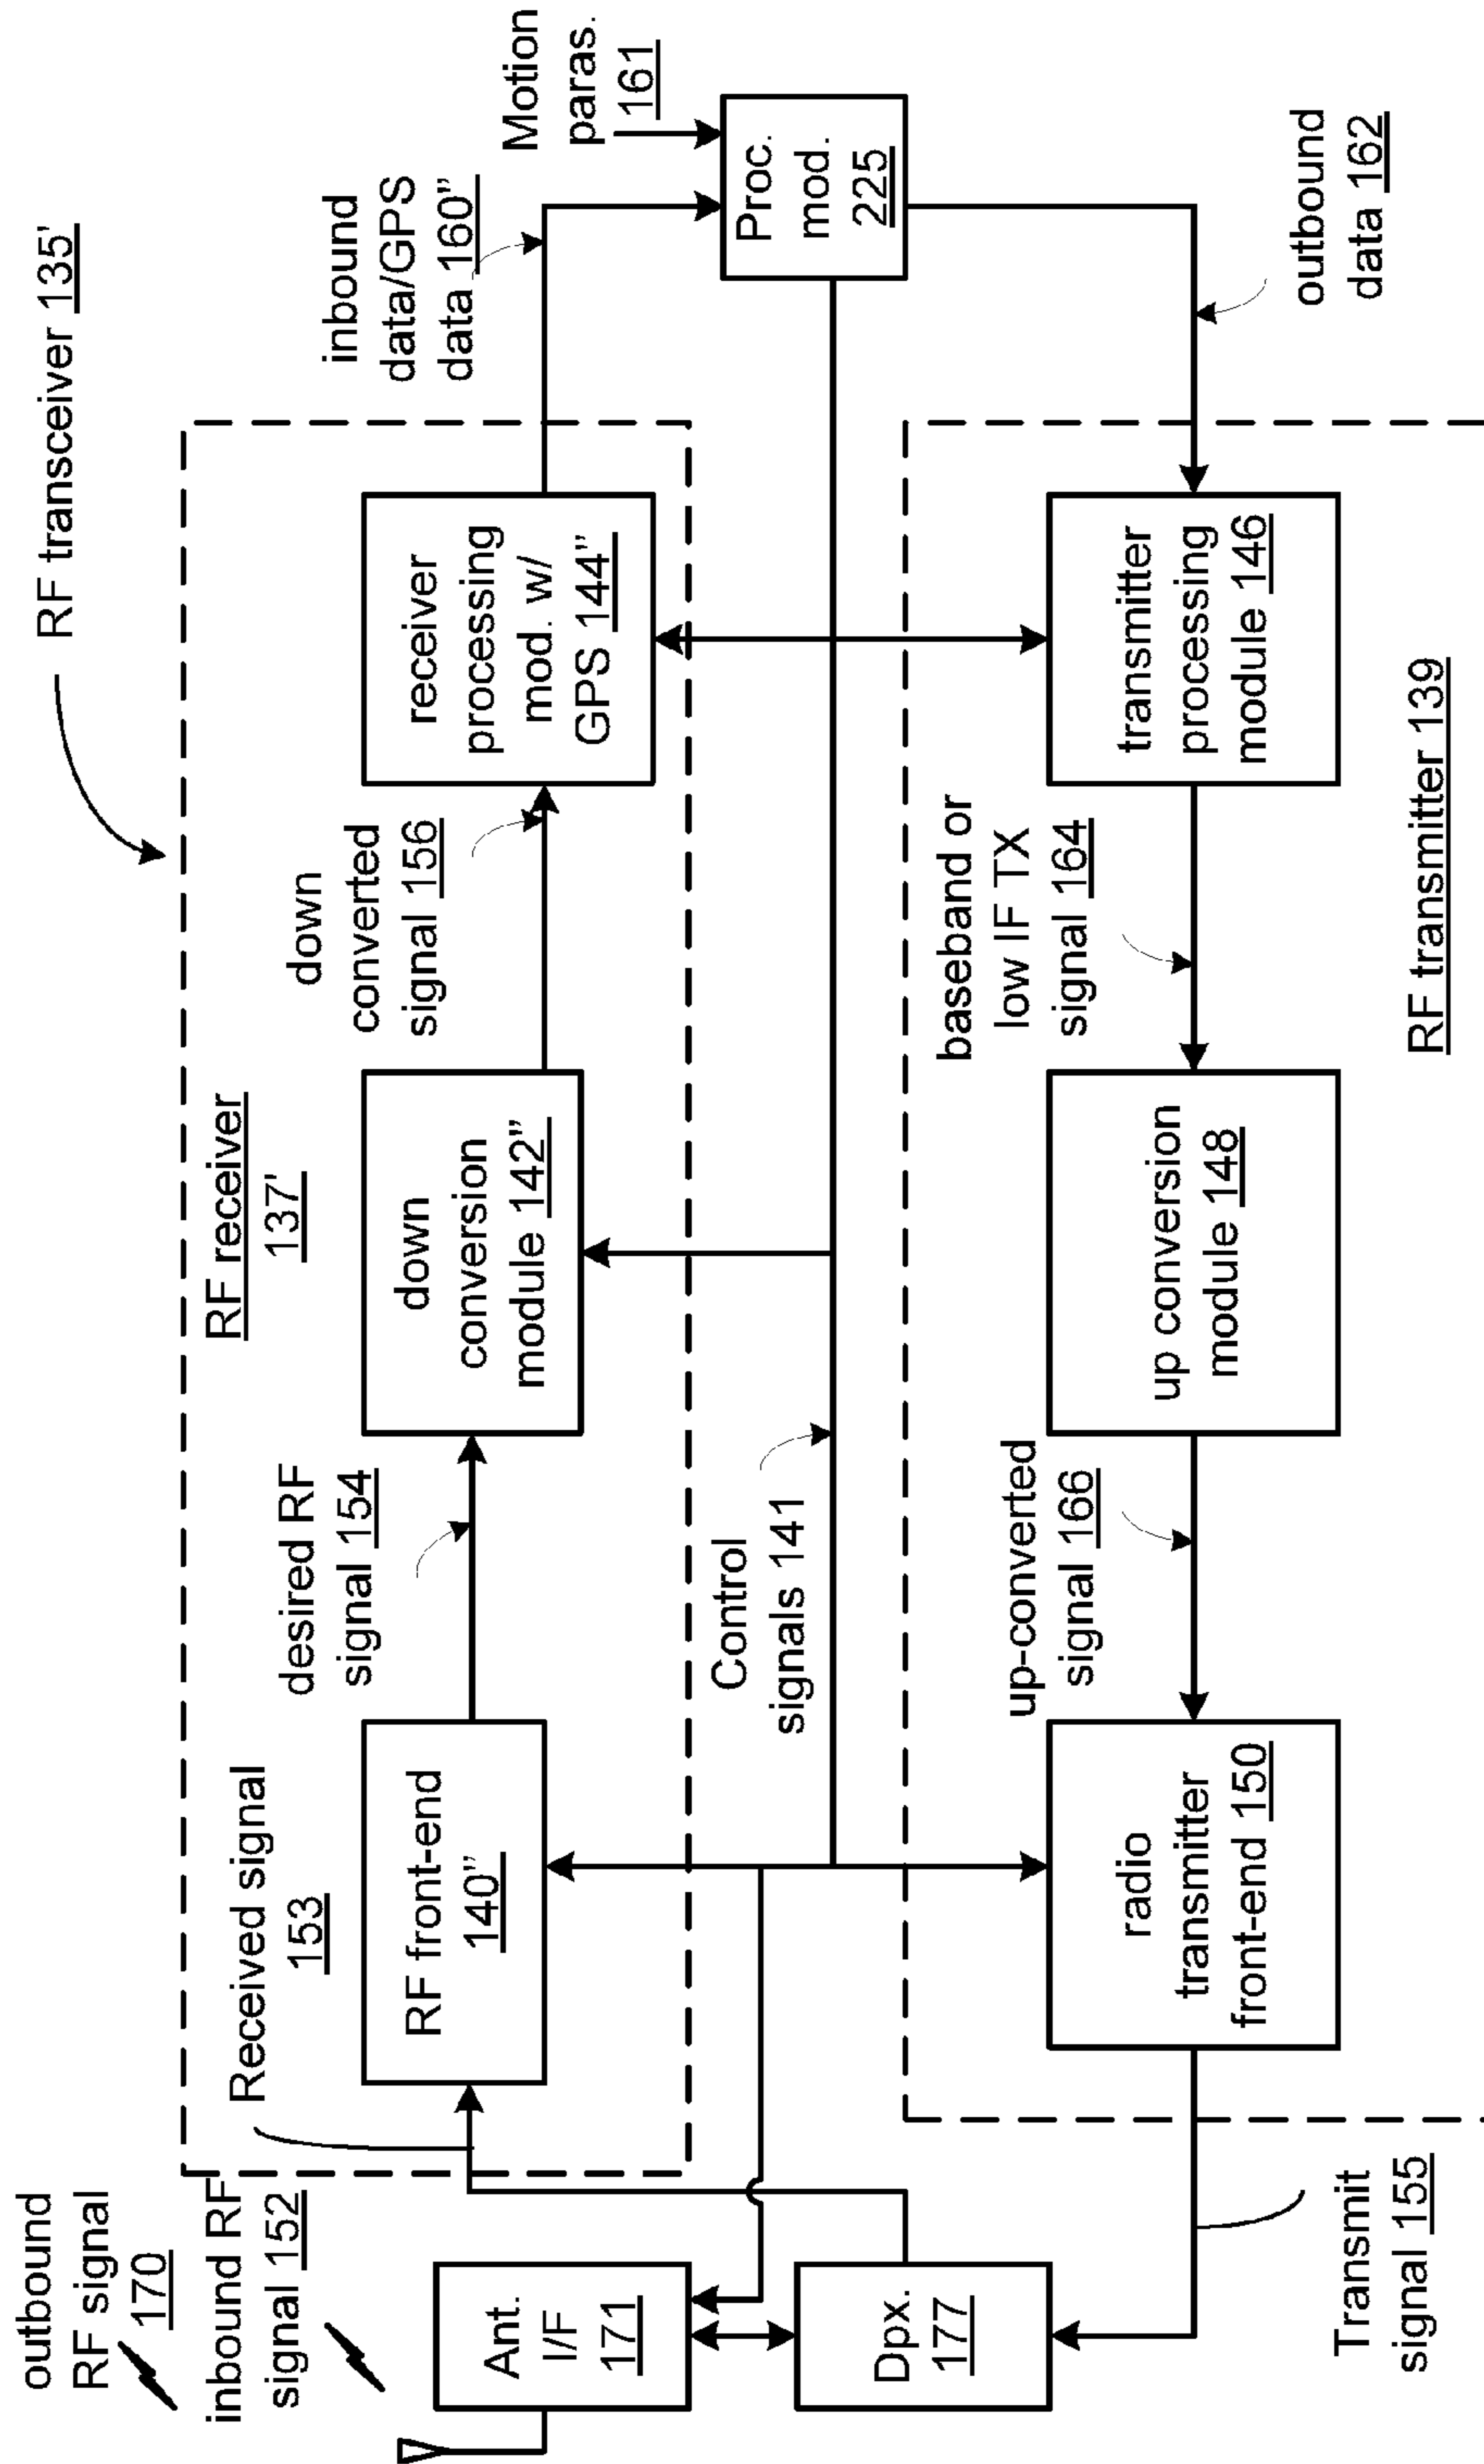 RF transceiver 135'
outbound
RF signal
170
inbound RF
signal 152
Received signal
153
RF receiver
137'
desired RF
signal 154
down
converted
signal 156
inbound
data/GPS
data 160”
Motion
paras.
161
Ant.
I/F
171
RF front-end
140”
down
conversion
module 142”
receiver
processing
mod. w/
GPS 144”
Proc.
mod.
225
Dpx.
177
Control
signals 141
up-converted
signal 166
baseband or
low IF TX
signal 164
outbound
data 162
radio
transmitter
front-end 150
up conversion
module 148
transmitter
processing
module 146
Transmit
signal 155
RF transmitter 139